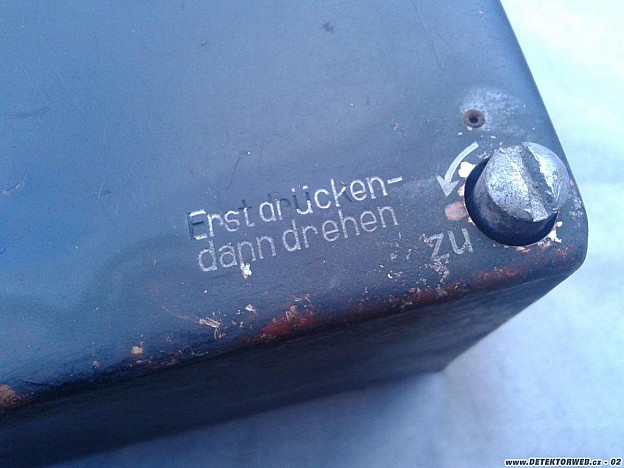 Erst drücken-
dann drehen
zu
www.DETEKTORWEB.cz - 02